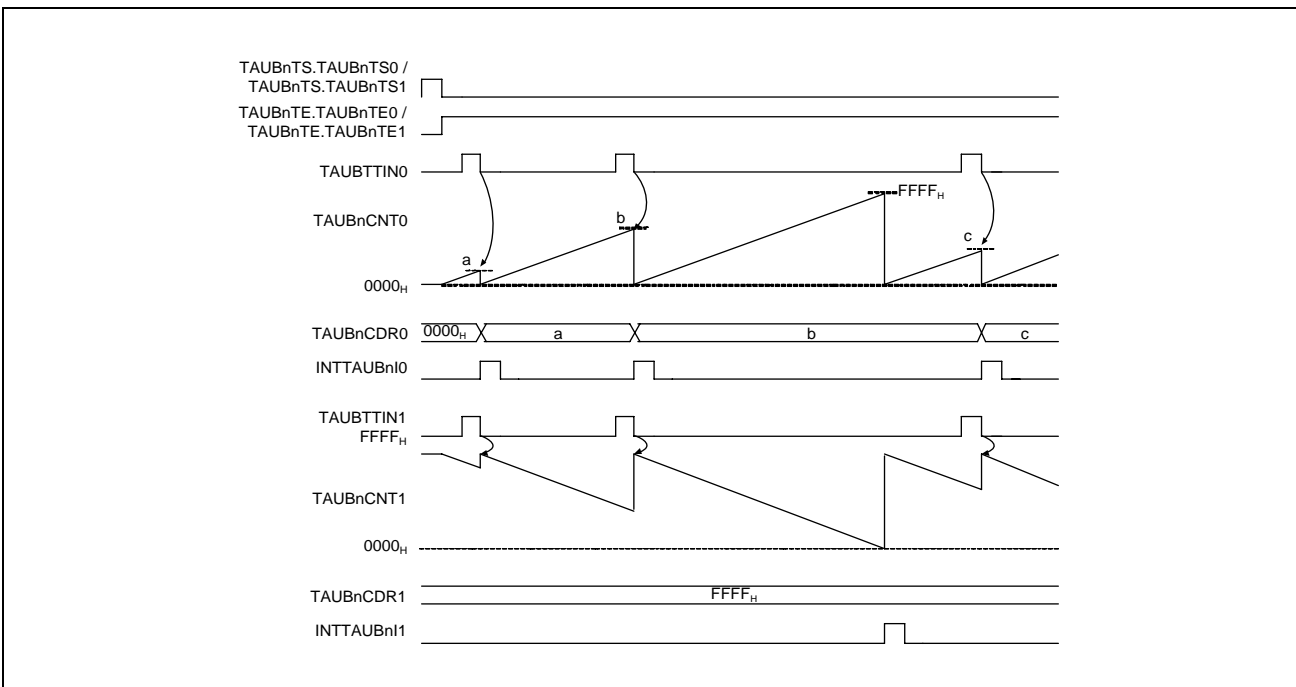 TAUBnTS.TAUBnTS0 /
TAUBnTS.TAUBnTS1
TAUBnTE.TAUBnTE0 /
TAUBnTE.TAUBnTE1
TAUBTTIN0
FFFFH
TAUBnCNT0
b
c
a
0000H
TAUBnCDR0
0000H
a
b
c
INTTAUBnI0
TAUBTTIN1
FFFFH
TAUBnCNT1
0000H
TAUBnCDR1
FFFFH
INTTAUBnI1